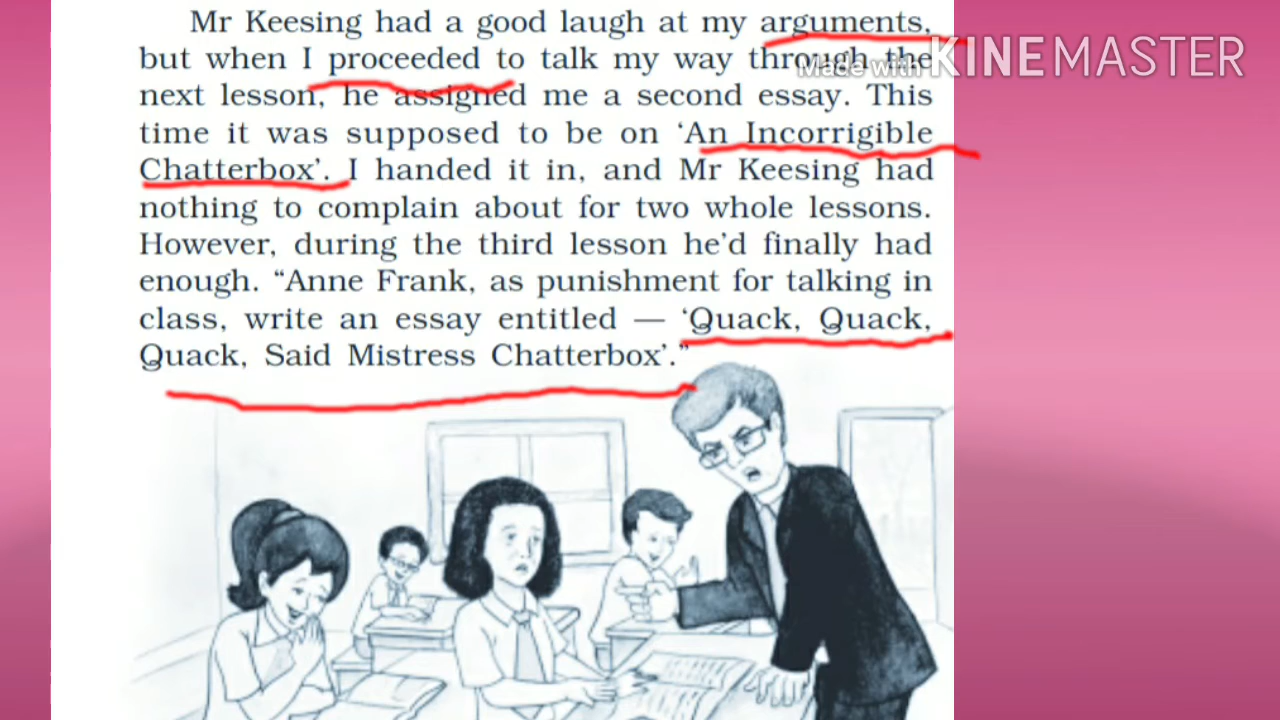 Mr Keesing had a good laugh at my arguments,
but when I proceeded to talk my way through the
next lesson, he assigned me a second essay. This
time it was supposed to be on ‘An Incorrigible
Chatterbox’. I handed it in, and Mr Keesing had
nothing to complain about for two whole lessons.
However, during the third lesson he’d finally had
enough. “Anne Frank, as punishment for talking in
class, write an essay entitled — ‘Quack, Quack,
Quack, Said Mistress Chatterbox’.”
Made with KINEMASTER